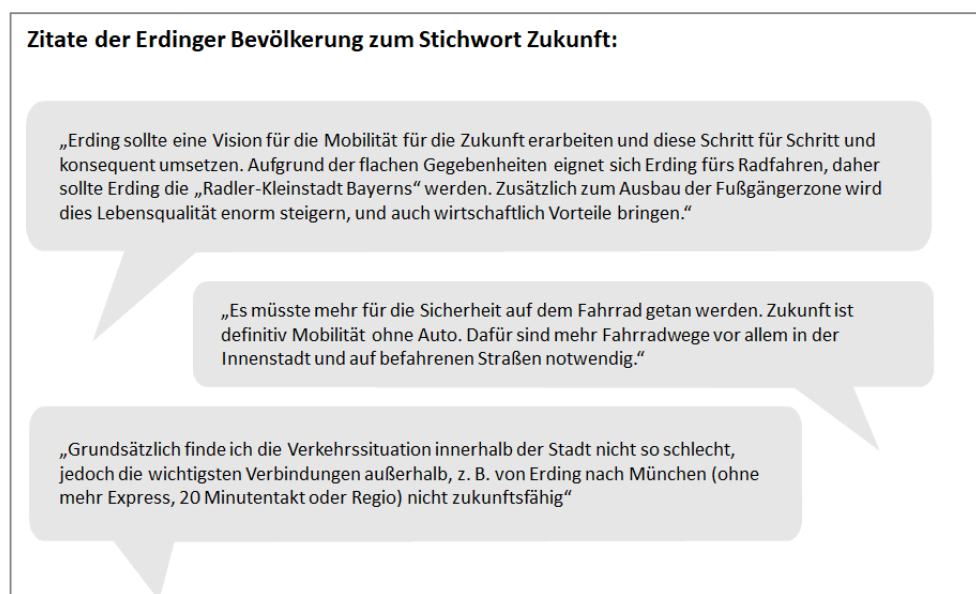 Zitate der Erdinger Bevölkerung zum Stichwort Zukunft:
„Erding sollte eine Vision für die Mobilität für die Zukunft erarbeiten und diese Schritt für Schritt und
konsequent umsetzen. Aufgrund der flachen Gegebenheiten eignet sich Erding fürs Radfahren, daher
sollte Erding die „Radler-Kleinstadt Bayerns“ werden. Zusätzlich zum Ausbau der Fußgängerzone wird
dies Lebensqualität enorm steigern, und auch wirtschaftlich Vorteile bringen.“
„Es müsste mehr für die Sicherheit auf dem Fahrrad getan werden. Zukunft ist
definitiv Mobilität ohne Auto. Dafür sind mehr Fahrradwege vor allem in der
Innenstadt und auf befahrenen Straßen notwendig.“
„Grundsätzlich finde ich die Verkehrssituation innerhalb der Stadt nicht so schlecht,
jedoch die wichtigsten Verbindungen außerhalb, z. B. von Erding nach München (ohne
mehr Express, 20 Minutentakt oder Regio) nicht zukunftsfähig“